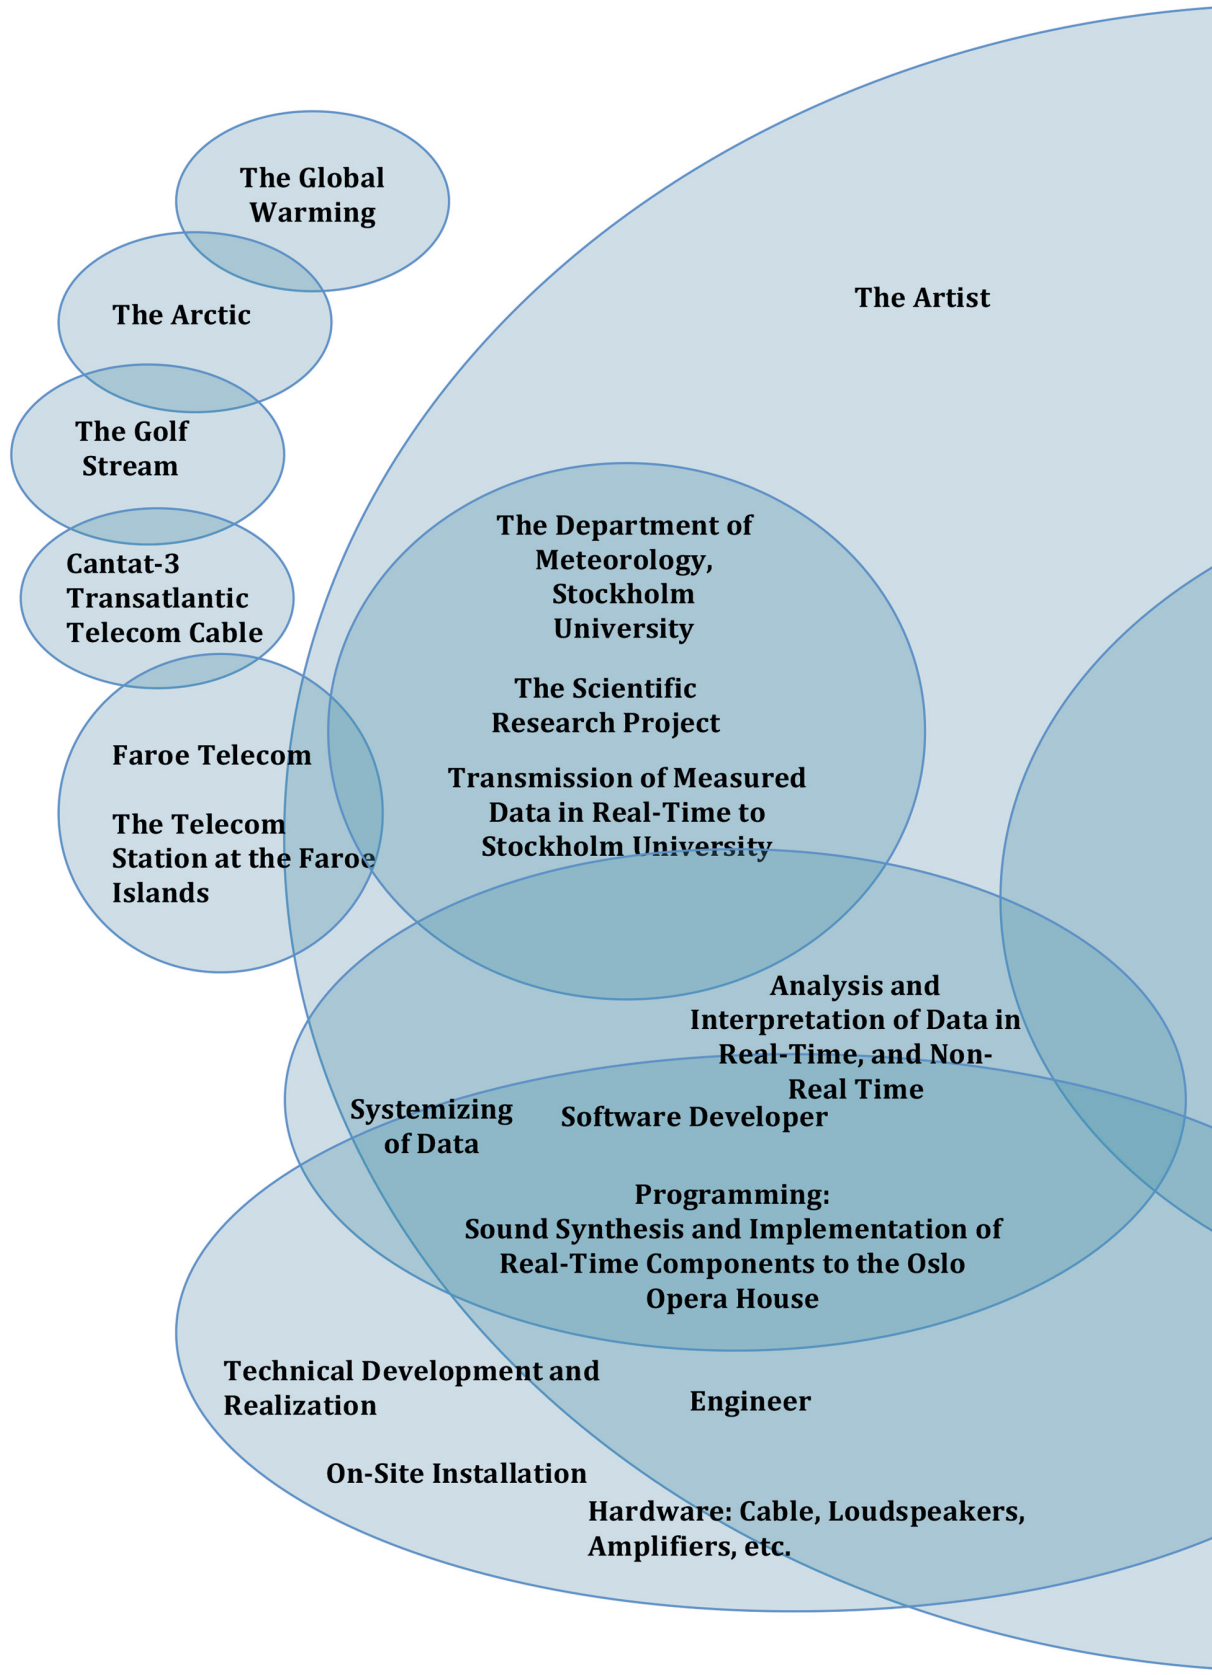 The Global
Warming
The Artist
The Arctic
The Golf
Stream
Cantat-3
Transatlantic
Telecom Cable
The Department of
Meteorology,
Stockholm
University
The Scientific
Research Project
Transmission of Measured
Data in Real-Time to
Stockholm University
Faroe Telecom
The Telecom
Station at the Faroe
Islands
Analysis and
Interpretation of Data in
Real-Time, and Non-
Real Time
Systemizing
of Data
Software Developer
Programming:
Sound Synthesis and Implementation of
Real-Time Components to the Oslo
Opera House
Technical Development and
Realization
Engineer
On-Site Installation
Hardware: Cable, Loudspeakers,
Amplifiers, etc.